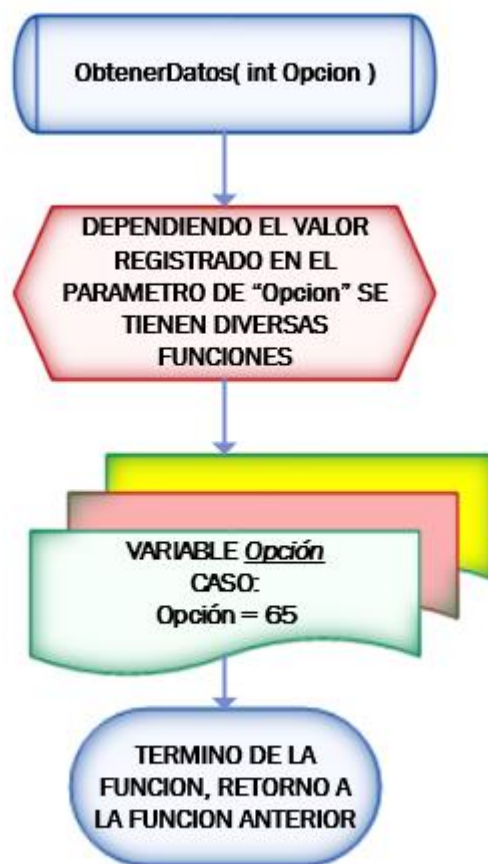 ObtenerDatos( int Opcion )
DEPENDIENDO EL VALOR
REGISTRADO EN EL
PARAMETRO DE “Opcion” SE
TIENEN DIVERSAS
FUNCIONES
VARIABLE Opción
CASO:
Opción = 65
TERMINO DE LA
FUNCION, RETORNO A
LA FUNCION ANTERIOR